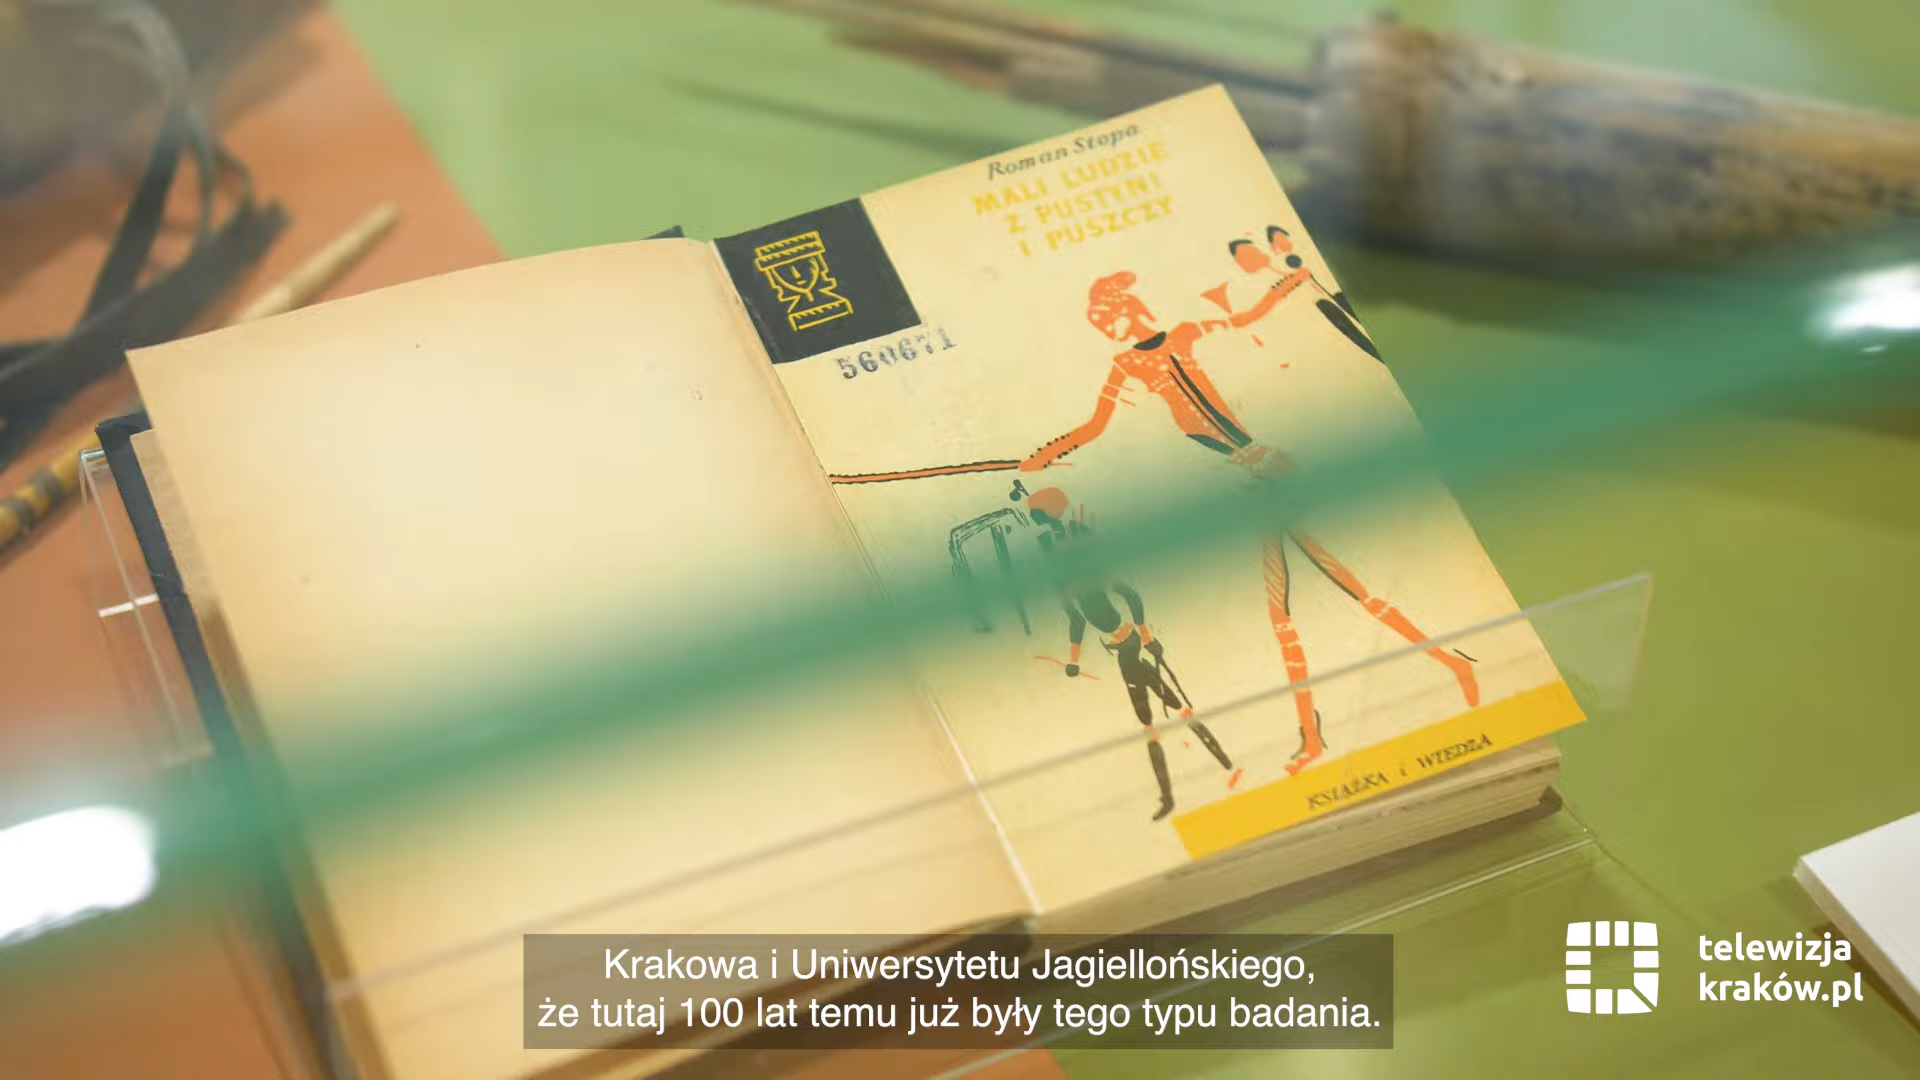 Roman Stopa
MALI LUDZIE
Z PUSTYNI
I PUSZCZY
560671
KSIĄŻKA i WIEDZA
Krakowa i Uniwersytetu Jagiellońskiego,
że tutaj 100 lat temu już były tego typu badania.
telewizja
kraków.pl